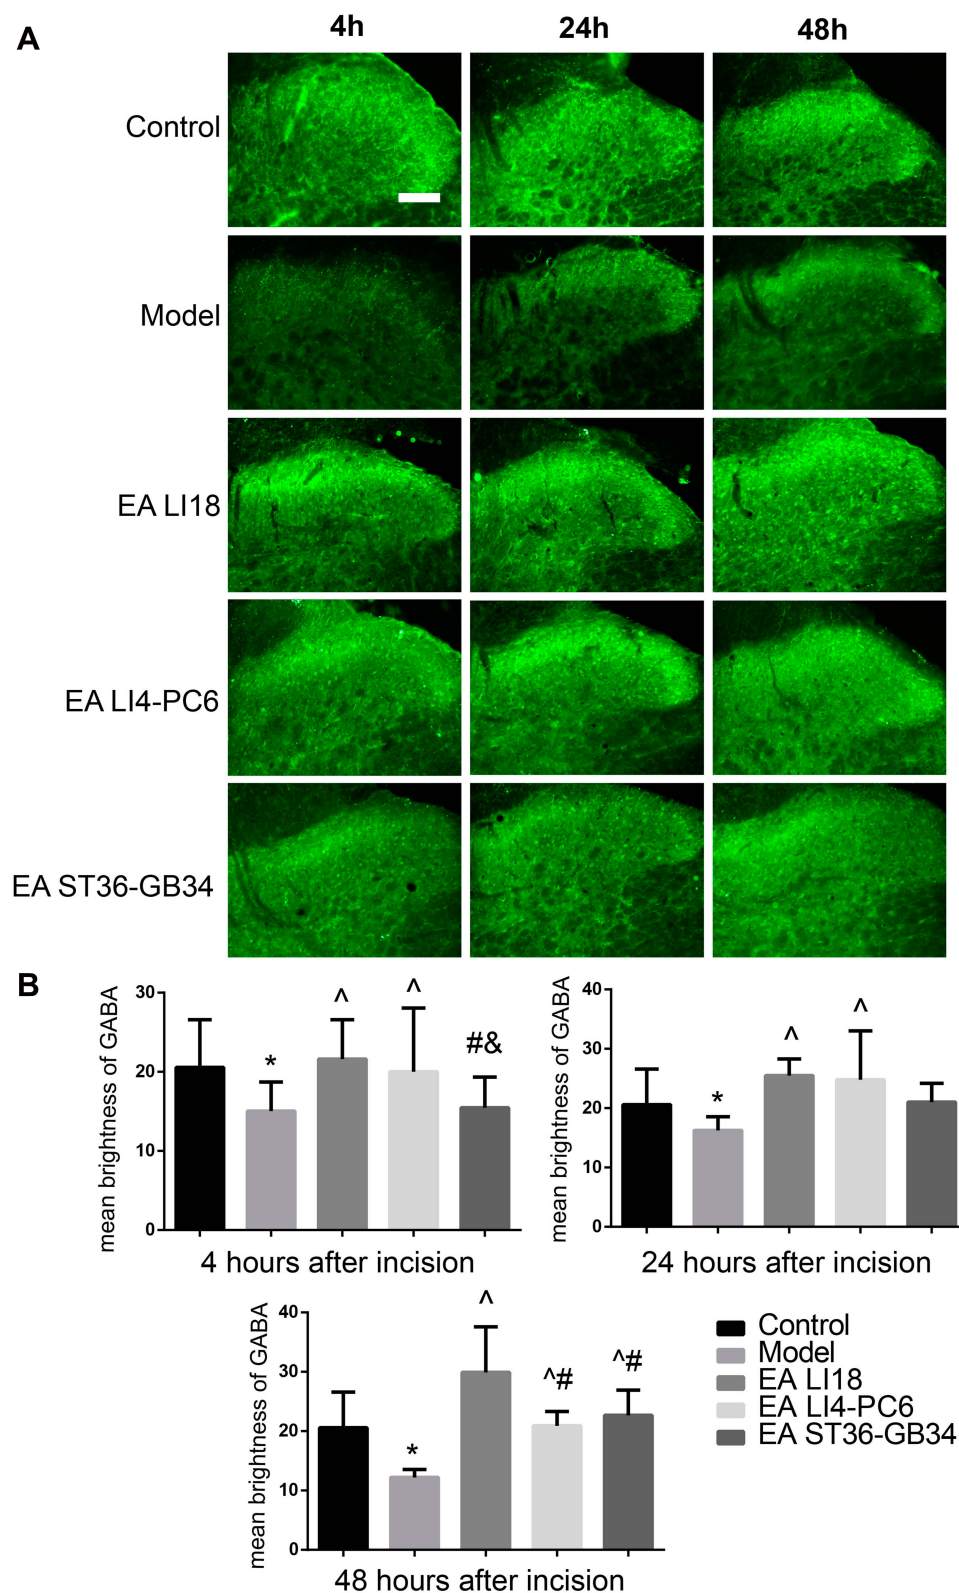 A
4h
24h
48h
Control
Model
EA LI18
EA LI4-PC6
EA ST36-GB34
B
mean brightness of GABA
30
20
10
0
*
^
^
#&
4 hours after incision
mean brightness of GABA
40
30
20
10
0
*
^
^
24 hours after incision
mean brightness of GABA
40
30
20
10
0
*
^
^#
^#
48 hours after incision
Control
Model
EA LI18
EA LI4-PC6
EA ST36-GB34